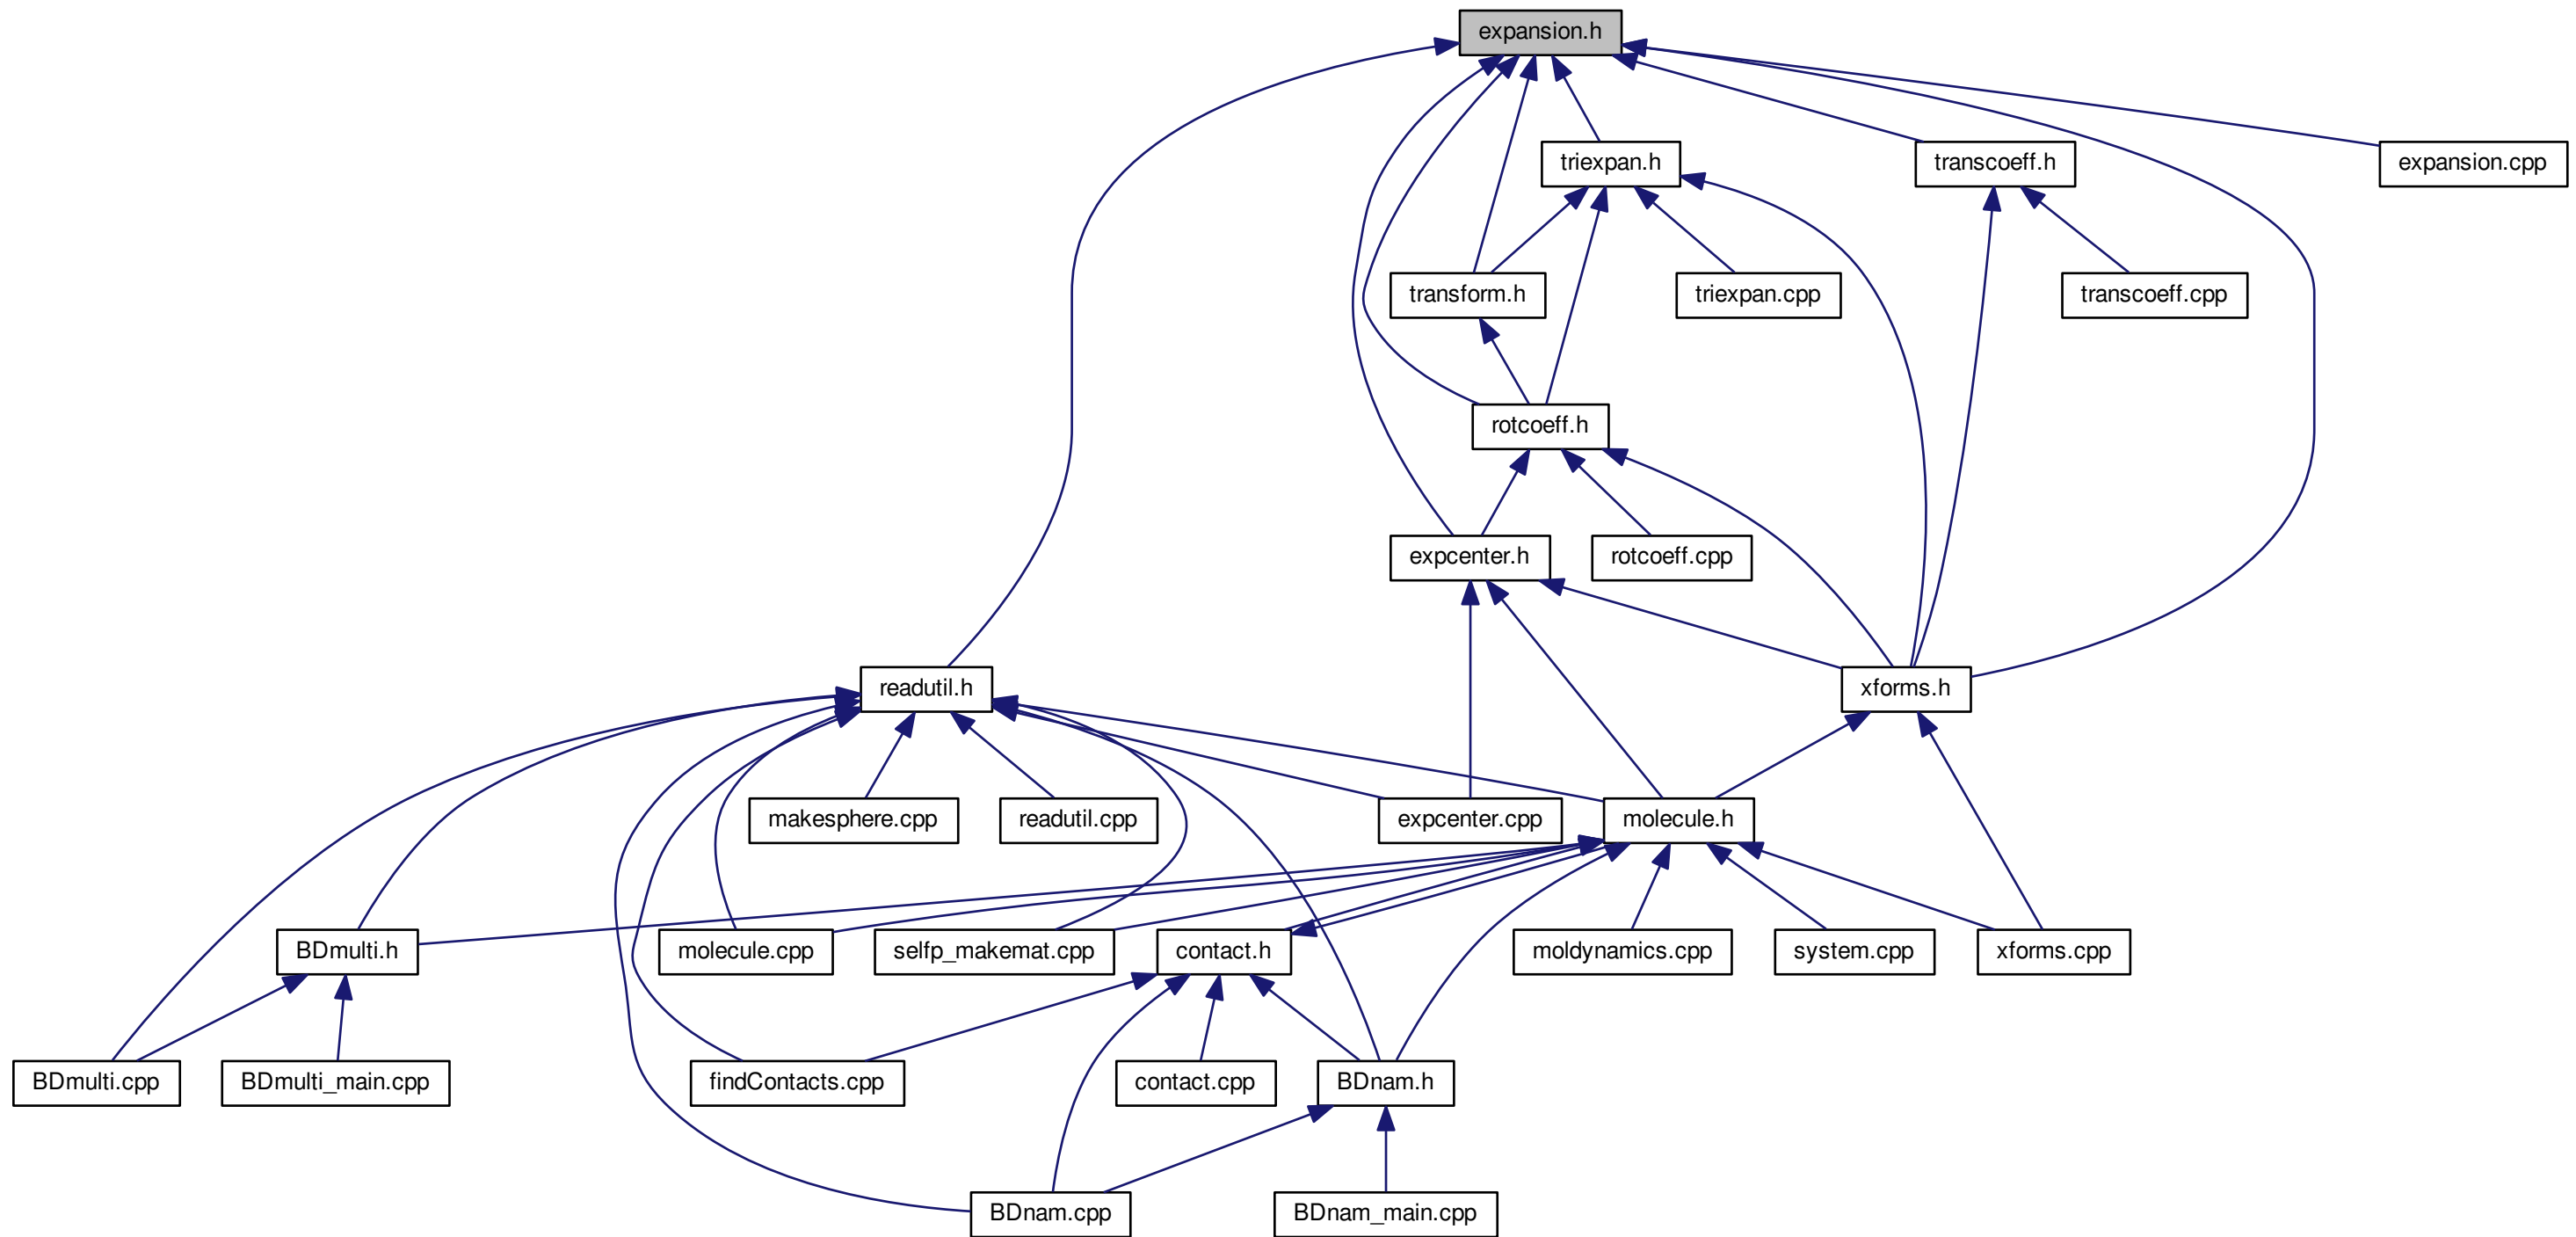 expansion.h
triexpan.h
transcoeff.h
expansion.cpp
transform.h
triexpan.cpp
transcoeff.cpp
rotcoeff.h
expcenter.h
rotcoeff.cpp
readutil.h
xforms.h
makesphere.cpp
readutil.cpp
expcenter.cpp
molecule.h
BDmulti.h
molecule.cpp
selfp_makemat.cpp
contact.h
moldynamics.cpp
system.cpp
xforms.cpp
BDmulti.cpp
BDmulti_main.cpp
findContacts.cpp
contact.cpp
BDnam.h
BDnam.cpp
BDnam_main.cpp